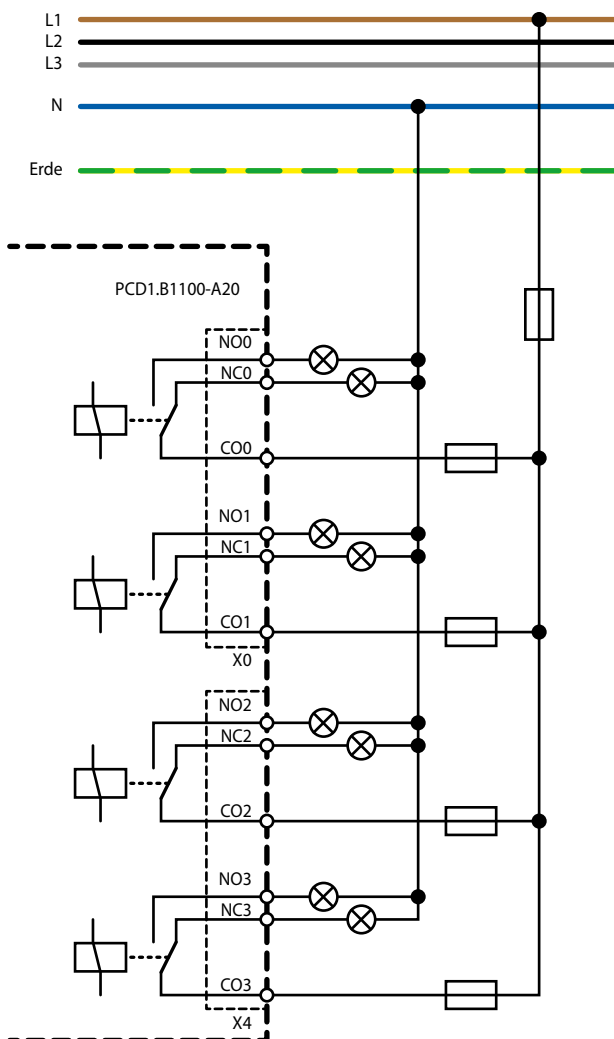 L1
L2
L3
N
Erde
PCD1.B1100-A20
NO0
NC0
CO0
NO1
NC1
CO1
X0
NO2
NC2
CO2
NO3
NC3
CO3
X4